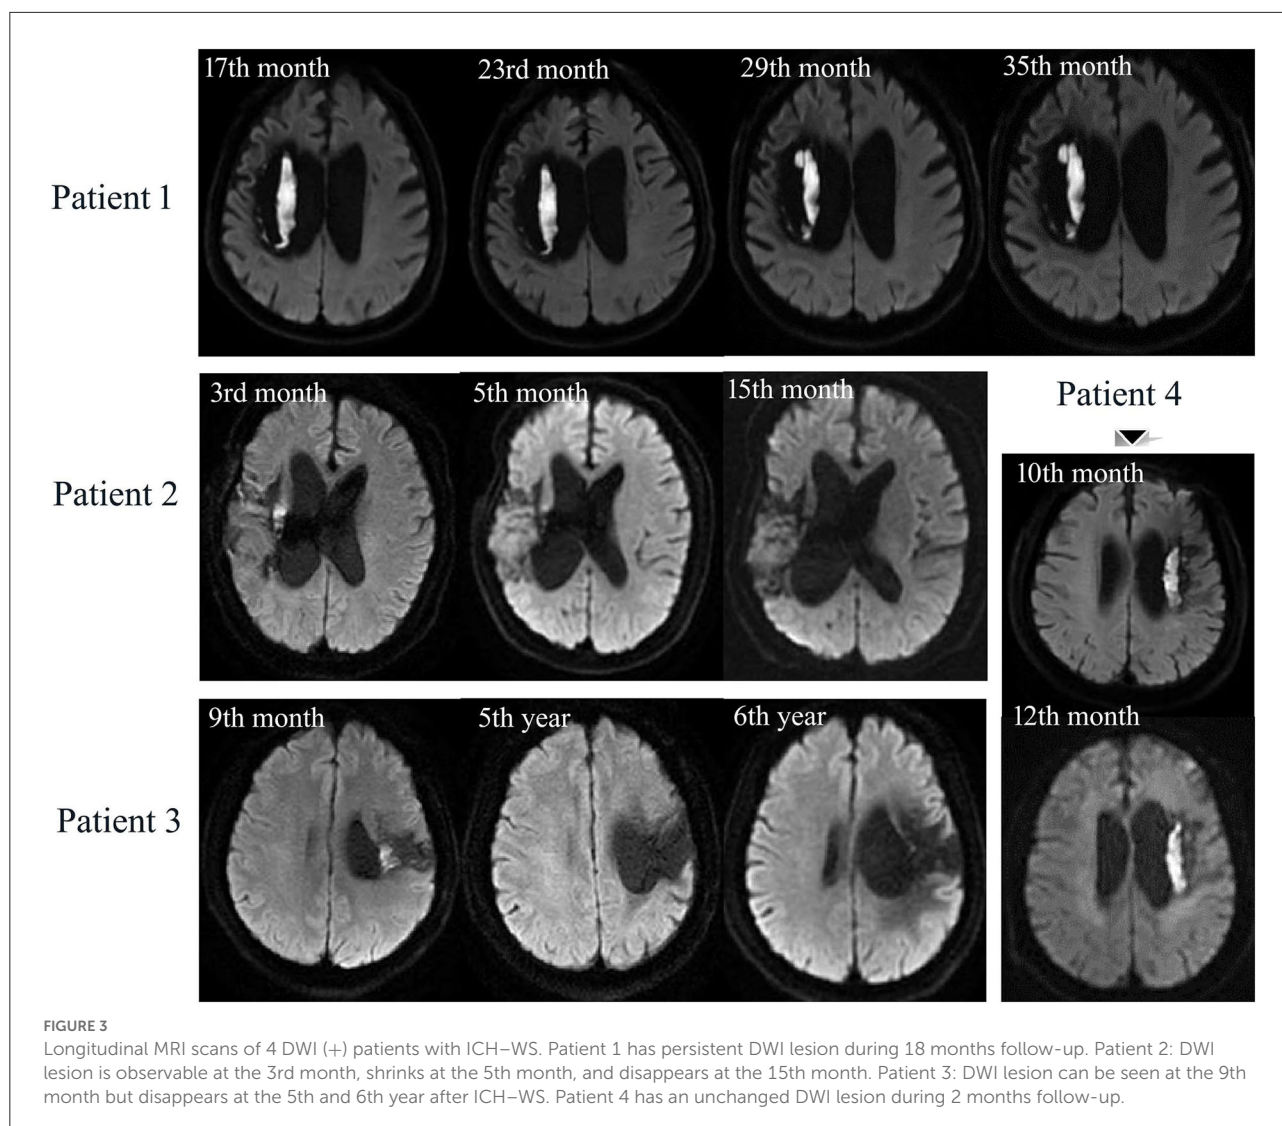 17th month
23rd month
29th month
35th month
Patient 1
3rd month
5th month
15th month
Patient 4
Patient 2
10th month
9th month
5th year
6th year
12th month
Patient 3
FIGURE 3
Longitudinal MRI scans of 4 DWI (+) patients with ICH–WS. Patient 1 has persistent DWI lesion during 18 months follow-up. Patient 2: DWI
lesion is observable at the 3rd month, shrinks at the 5th month, and disappears at the 15th month. Patient 3: DWI lesion can be seen at the 9th
month but disappears at the 5th and 6th year after ICH–WS. Patient 4 has an unchanged DWI lesion during 2 months follow-up.